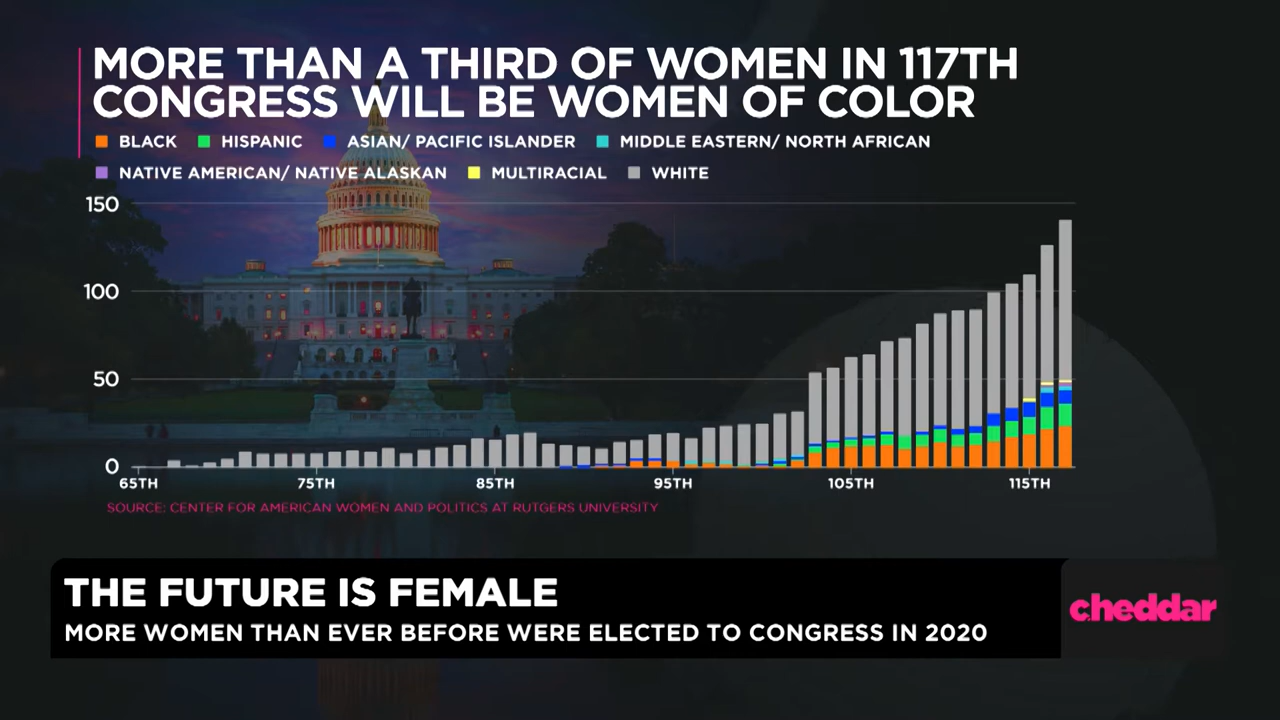 MORE THAN A THIRD OF WOMEN IN 117TH
CONGRESS WILL BE WOMEN OF COLOR
BLACK HISPANIC ASIAN/ PACIFIC ISLANDER MIDDLE EASTERN/ NORTH AFRICAN
NATIVE AMERICAN/ NATIVE ALASKAN MULTIRACIAL WHITE
150
100
50
0
65TH 75TH 85TH 95TH 105TH 115TH
SOURCE: CENTER FOR AMERICAN WOMEN AND POLITICS AT RUTGERS UNIVERSITY
THE FUTURE IS FEMALE
MORE WOMEN THAN EVER BEFORE WERE ELECTED TO CONGRESS IN 2020
cheddar